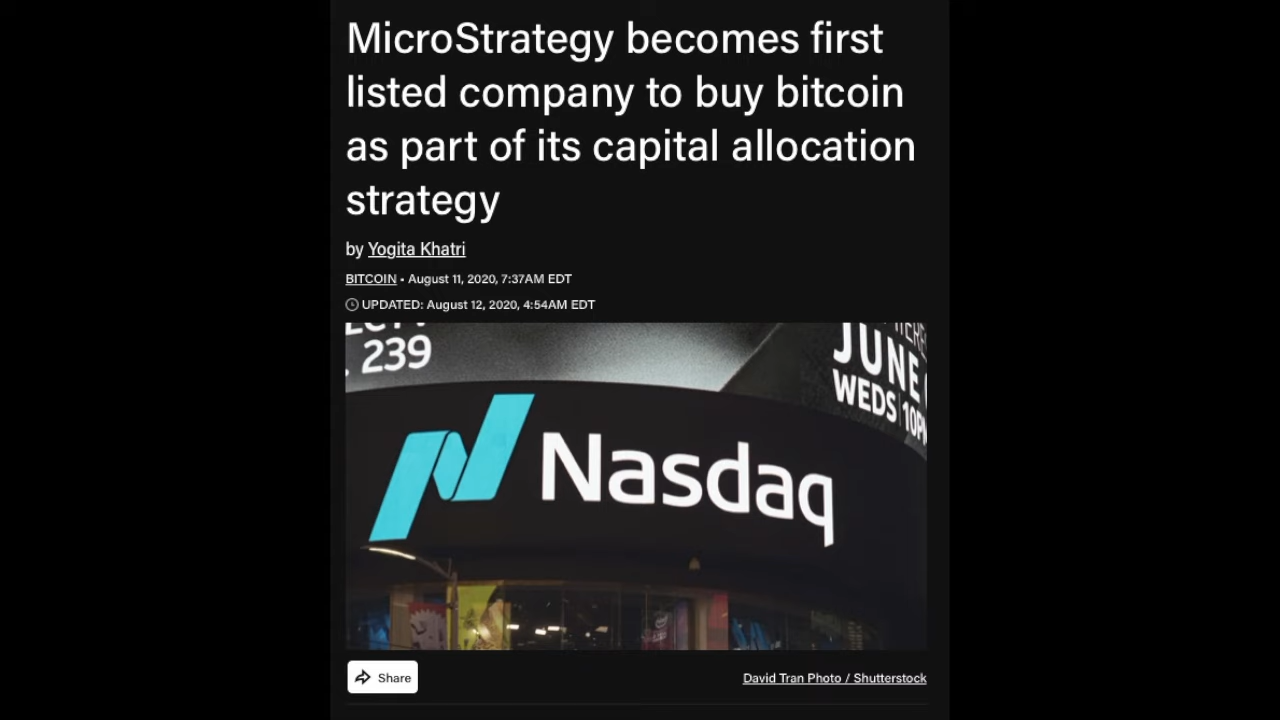 MicroStrategy becomes first
listed company to buy bitcoin
as part of its capital allocation
strategy
by Yogita Khatri
BITCOIN • August 11, 2020, 7:37AM EDT
UPDATED: August 12, 2020, 4:54AM EDT
239
JUNE
WEDS 10PM
Nasdaq
Share
David Tran Photo / Shutterstock